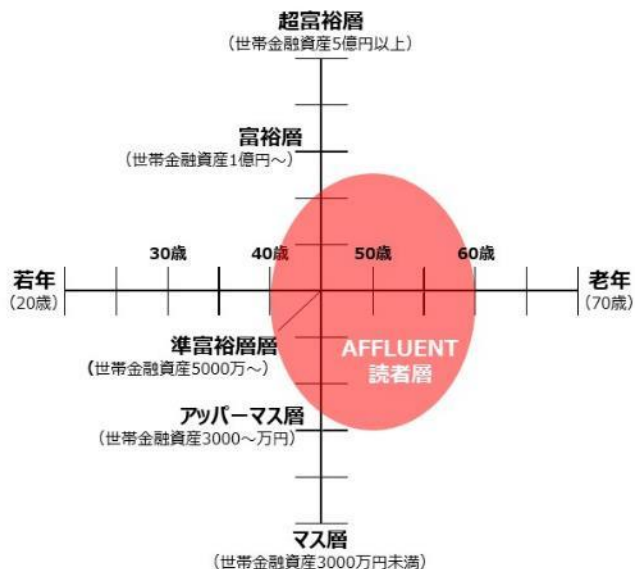 超富裕層
（世帯金融資産5億円以上）
富裕層
（世帯金融資産1億円～）
30歳 40歳 50歳 60歳
若年
（20歳）
老年
（70歳）
準富裕層層
（世帯金融資産5000万～）
AFFLUENT
読者層
アッパーマス層
（世帯金融資産3000～万円）
マス層
（世帯金融資産3000万円未満）